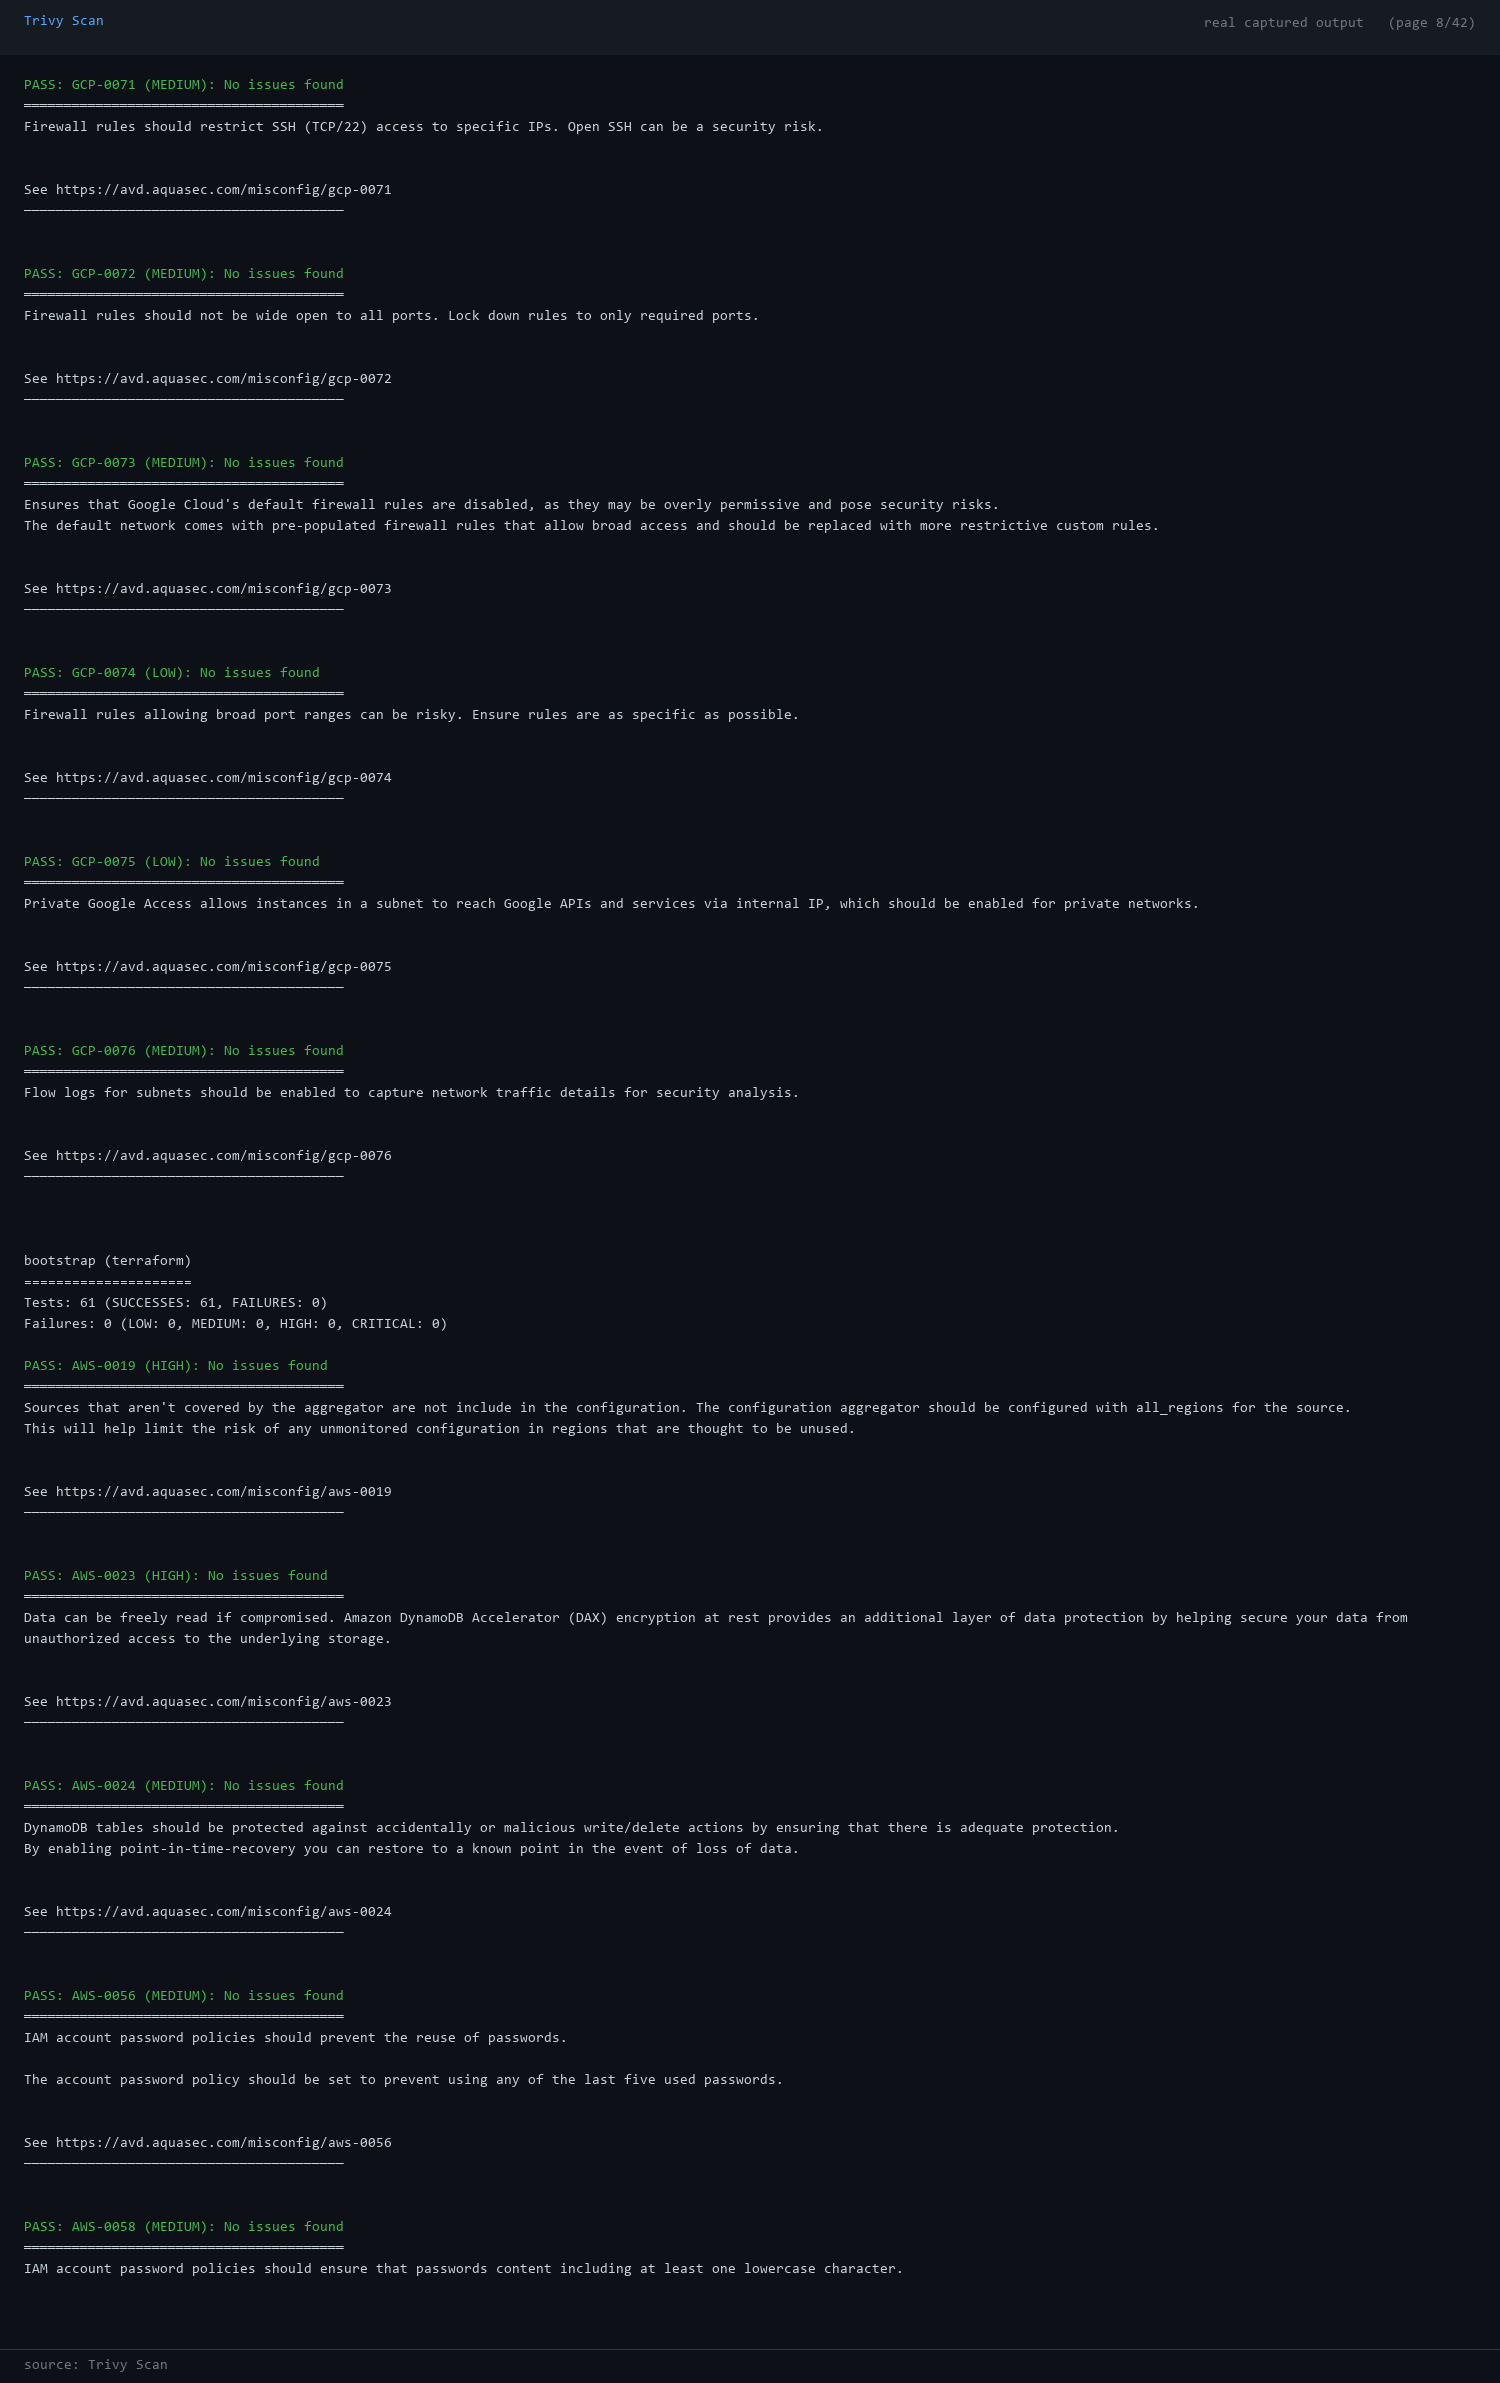 Trivy Scan
real captured output   (page 8/42)
PASS: GCP-0071 (MEDIUM): No issues found
════════════════════════════════════════
Firewall rules should restrict SSH (TCP/22) access to specific IPs. Open SSH can be a security risk.
See https://avd.aquasec.com/misconfig/gcp-0071
────────────────────────────────────────
PASS: GCP-0072 (MEDIUM): No issues found
════════════════════════════════════════
Firewall rules should not be wide open to all ports. Lock down rules to only required ports.
See https://avd.aquasec.com/misconfig/gcp-0072
────────────────────────────────────────
PASS: GCP-0073 (MEDIUM): No issues found
════════════════════════════════════════
Ensures that Google Cloud's default firewall rules are disabled, as they may be overly permissive and pose security risks.
The default network comes with pre-populated firewall rules that allow broad access and should be replaced with more restrictive custom rules.
See https://avd.aquasec.com/misconfig/gcp-0073
────────────────────────────────────────
PASS: GCP-0074 (LOW): No issues found
════════════════════════════════════════
Firewall rules allowing broad port ranges can be risky. Ensure rules are as specific as possible.
See https://avd.aquasec.com/misconfig/gcp-0074
────────────────────────────────────────
PASS: GCP-0075 (LOW): No issues found
════════════════════════════════════════
Private Google Access allows instances in a subnet to reach Google APIs and services via internal IP, which should be enabled for private networks.
See https://avd.aquasec.com/misconfig/gcp-0075
────────────────────────────────────────
PASS: GCP-0076 (MEDIUM): No issues found
════════════════════════════════════════
Flow logs for subnets should be enabled to capture network traffic details for security analysis.
See https://avd.aquasec.com/misconfig/gcp-0076
────────────────────────────────────────
bootstrap (terraform)
=====================
Tests: 61 (SUCCESSES: 61, FAILURES: 0)
Failures: 0 (LOW: 0, MEDIUM: 0, HIGH: 0, CRITICAL: 0)
PASS: AWS-0019 (HIGH): No issues found
════════════════════════════════════════
Sources that aren't covered by the aggregator are not include in the configuration. The configuration aggregator should be configured with all_regions for the source.
This will help limit the risk of any unmonitored configuration in regions that are thought to be unused.
See https://avd.aquasec.com/misconfig/aws-0019
────────────────────────────────────────
PASS: AWS-0023 (HIGH): No issues found
════════════════════════════════════════
Data can be freely read if compromised. Amazon DynamoDB Accelerator (DAX) encryption at rest provides an additional layer of data protection by helping secure your data from
unauthorized access to the underlying storage.
See https://avd.aquasec.com/misconfig/aws-0023
────────────────────────────────────────
PASS: AWS-0024 (MEDIUM): No issues found
════════════════════════════════════════
DynamoDB tables should be protected against accidentally or malicious write/delete actions by ensuring that there is adequate protection.
By enabling point-in-time-recovery you can restore to a known point in the event of loss of data.
See https://avd.aquasec.com/misconfig/aws-0024
────────────────────────────────────────
PASS: AWS-0056 (MEDIUM): No issues found
════════════════════════════════════════
IAM account password policies should prevent the reuse of passwords.
The account password policy should be set to prevent using any of the last five used passwords.
See https://avd.aquasec.com/misconfig/aws-0056
────────────────────────────────────────
PASS: AWS-0058 (MEDIUM): No issues found
════════════════════════════════════════
IAM account password policies should ensure that passwords content including at least one lowercase character.
source: Trivy Scan